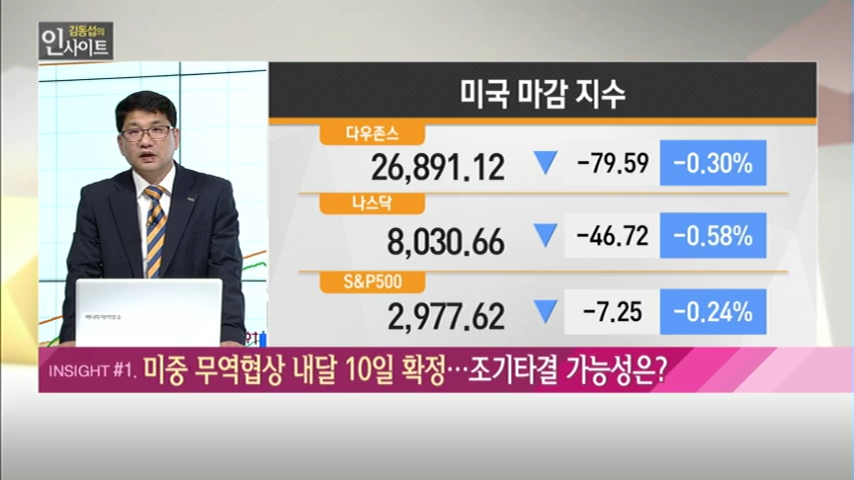 김동섭의
인사이트
미국 마감 지수
다우존스
26,891.12 ▼ -79.59 -0.30%
나스닥
8,030.66 ▼ -46.72 -0.58%
S&P500
2,977.62 ▼ -7.25 -0.24%
INSIGHT #1. 미중 무역협상 내달 10일 확정…조기타결 가능성은?